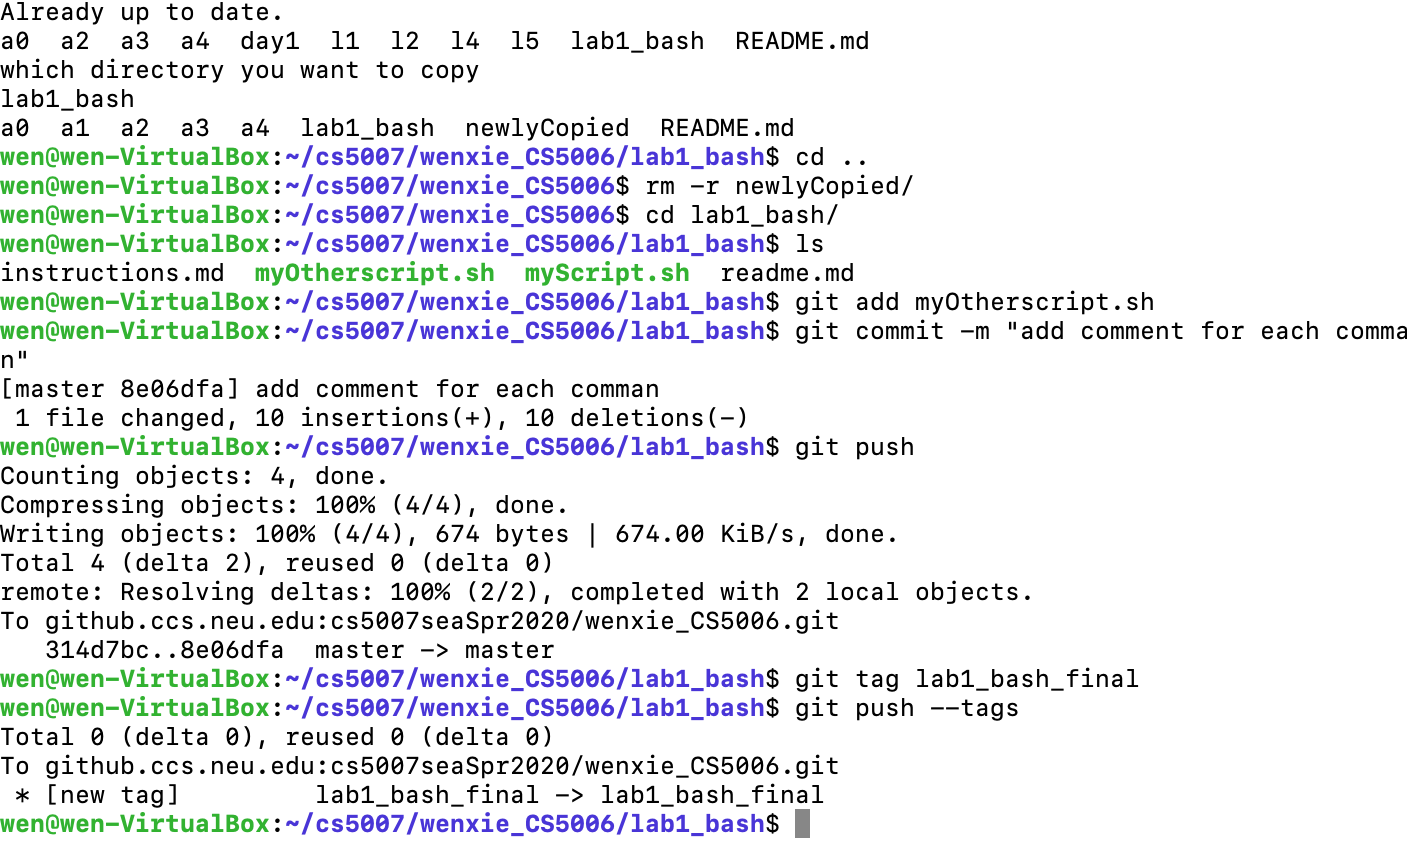 Already up to date.
a0  a2  a3  a4  day1  l1  l2  l4  l5  lab1_bash  README.md
which directory you want to copy
lab1_bash
a0  a1  a2  a3  a4  lab1_bash  newlyCopied  README.md
wen@wen-VirtualBox:~/cs5007/wenxie_CS5006/lab1_bash$ cd ..
wen@wen-VirtualBox:~/cs5007/wenxie_CS5006$ rm -r newlyCopied/
wen@wen-VirtualBox:~/cs5007/wenxie_CS5006$ cd lab1_bash/
wen@wen-VirtualBox:~/cs5007/wenxie_CS5006/lab1_bash$ ls
instructions.md  myOtherscript.sh  myScript.sh  readme.md
wen@wen-VirtualBox:~/cs5007/wenxie_CS5006/lab1_bash$ git add myOtherscript.sh
wen@wen-VirtualBox:~/cs5007/wenxie_CS5006/lab1_bash$ git commit -m "add comment for each comma
n"
[master 8e06dfa] add comment for each comman
 1 file changed, 10 insertions(+), 10 deletions(-)
wen@wen-VirtualBox:~/cs5007/wenxie_CS5006/lab1_bash$ git push
Counting objects: 4, done.
Compressing objects: 100% (4/4), done.
Writing objects: 100% (4/4), 674 bytes | 674.00 KiB/s, done.
Total 4 (delta 2), reused 0 (delta 0)
remote: Resolving deltas: 100% (2/2), completed with 2 local objects.
To github.ccs.neu.edu:cs5007seaSpr2020/wenxie_CS5006.git
   314d7bc..8e06dfa  master -> master
wen@wen-VirtualBox:~/cs5007/wenxie_CS5006/lab1_bash$ git tag lab1_bash_final
wen@wen-VirtualBox:~/cs5007/wenxie_CS5006/lab1_bash$ git push --tags
Total 0 (delta 0), reused 0 (delta 0)
To github.ccs.neu.edu:cs5007seaSpr2020/wenxie_CS5006.git
 * [new tag]         lab1_bash_final -> lab1_bash_final
wen@wen-VirtualBox:~/cs5007/wenxie_CS5006/lab1_bash$